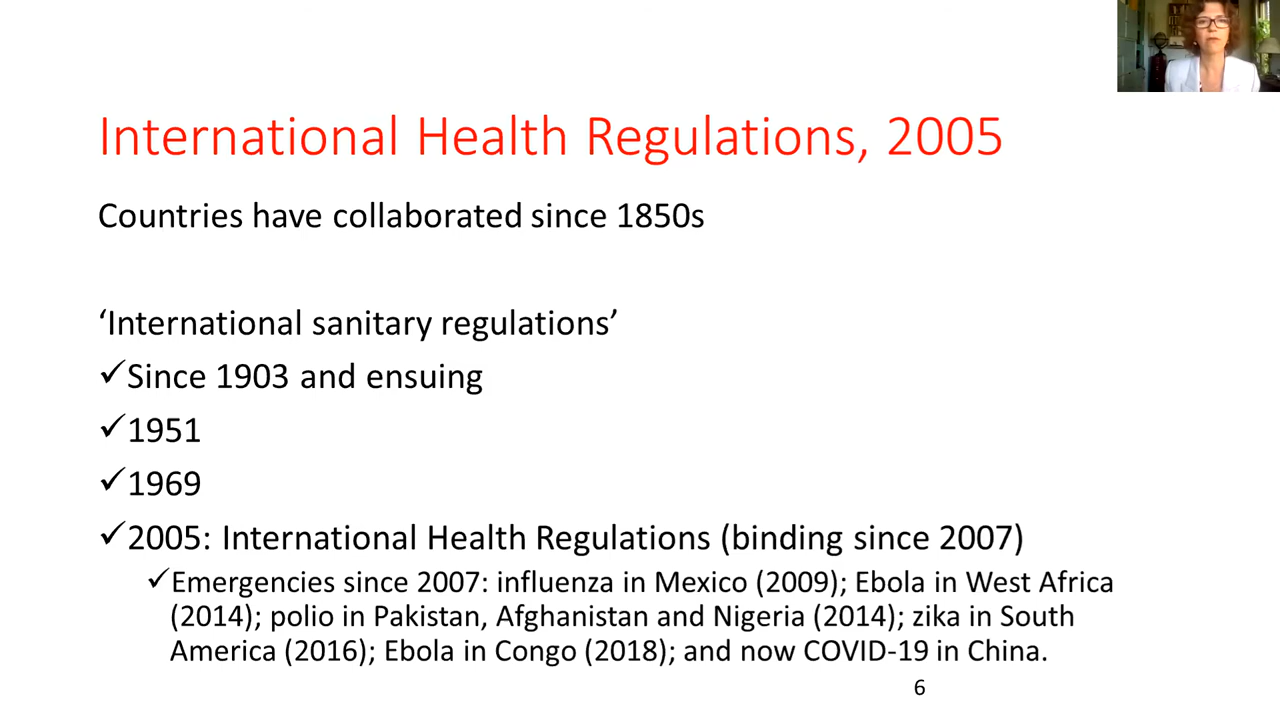 International Health Regulations, 2005
Countries have collaborated since 1850s
‘International sanitary regulations’
✓Since 1903 and ensuing
✓1951
✓1969
✓2005: International Health Regulations (binding since 2007)
✓Emergencies since 2007: influenza in Mexico (2009); Ebola in West Africa
(2014); polio in Pakistan, Afghanistan and Nigeria (2014); zika in South
America (2016); Ebola in Congo (2018); and now COVID-19 in China.
6